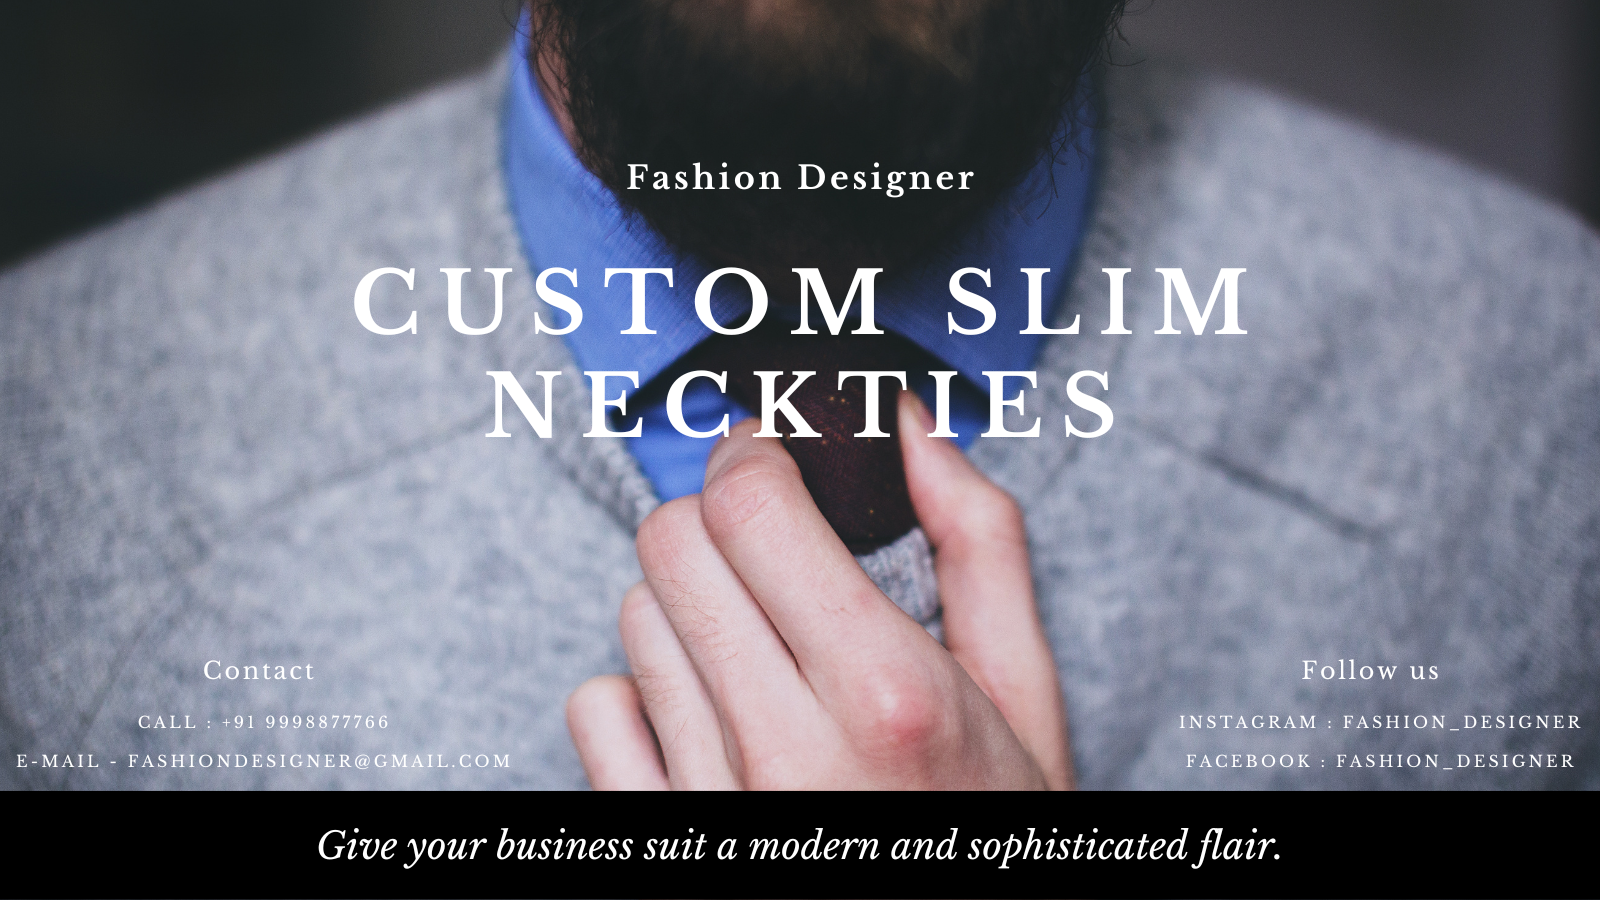 Fashion Designer
CUSTOM SLIM
NECKTIES
Contact
CALL : +91 9998877766
E-MAIL - FASHIONDESIGNER@GMAIL.COM
Follow us
INSTAGRAM : FASHION_DESIGNER
FACEBOOK : FASHION_DESIGNER
Give your business suit a modern and sophisticated flair.